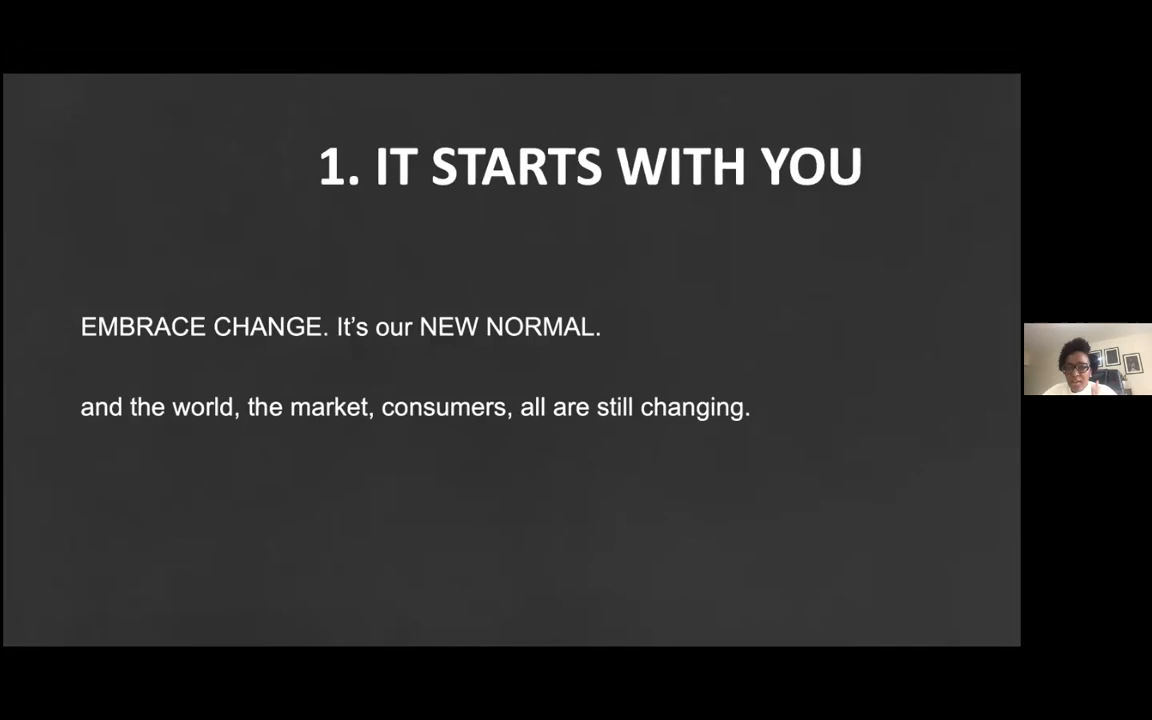 1. IT STARTS WITH YOU
EMBRACE CHANGE. It’s our NEW NORMAL.
and the world, the market, consumers, all are still changing.